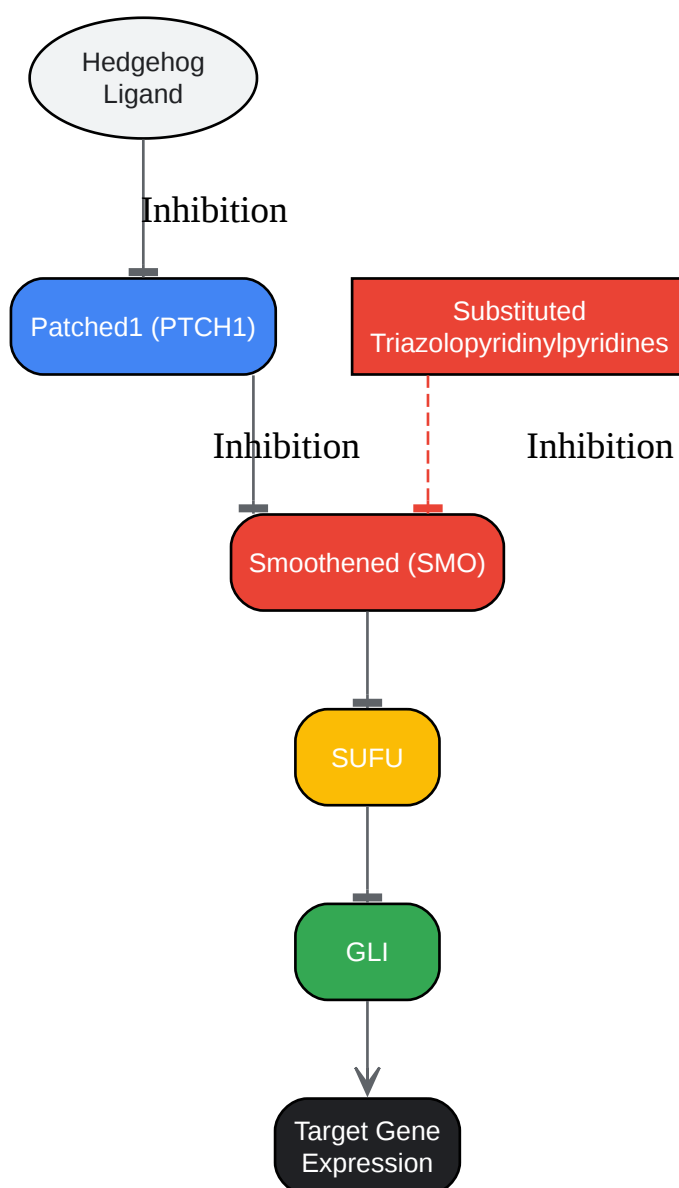 Hedgehog
Ligand
Inhibition
Patched1 (PTCH1)
Substituted
Triazolopyridinylpyridines
Inhibition
Inhibition
Smoothened (SMO)
SUFU
GLI
Target Gene
Expression